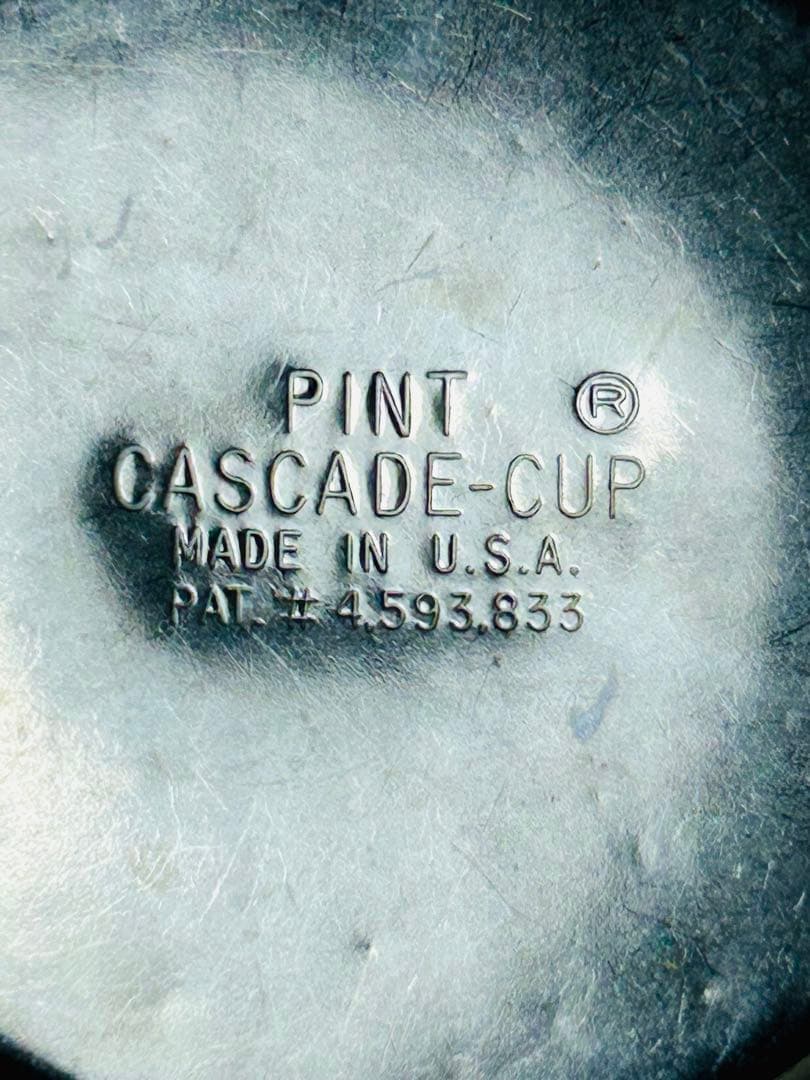 PINT ®
CASCADE-CUP
MADE IN U.S.A.
PAT. # 4,593,833